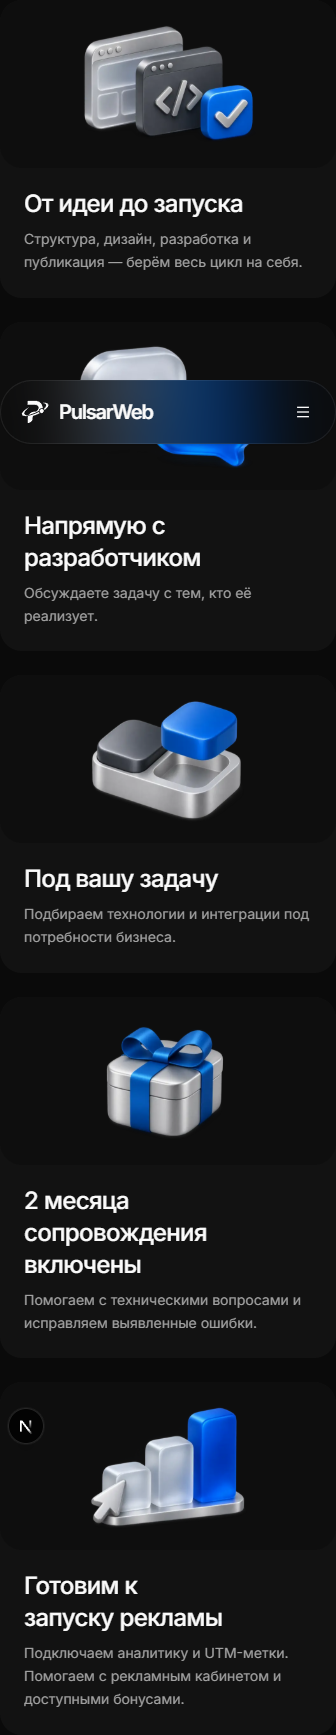 </>
От идеи до запуска
Структура, дизайн, разработка и
публикация — берём весь цикл на себя.
PulsarWeb
Напрямую с
разработчиком
Обсуждаете задачу с тем, кто её
реализует.
Под вашу задачу
Подбираем технологии и интеграции под
потребности бизнеса.
2 месяца
сопровождения
включены
Помогаем с техническими вопросами и
исправляем выявленные ошибки.
N
Готовим к
запуску рекламы
Подключаем аналитику и UTM-метки.
Помогаем с рекламным кабинетом и
доступными бонусами.